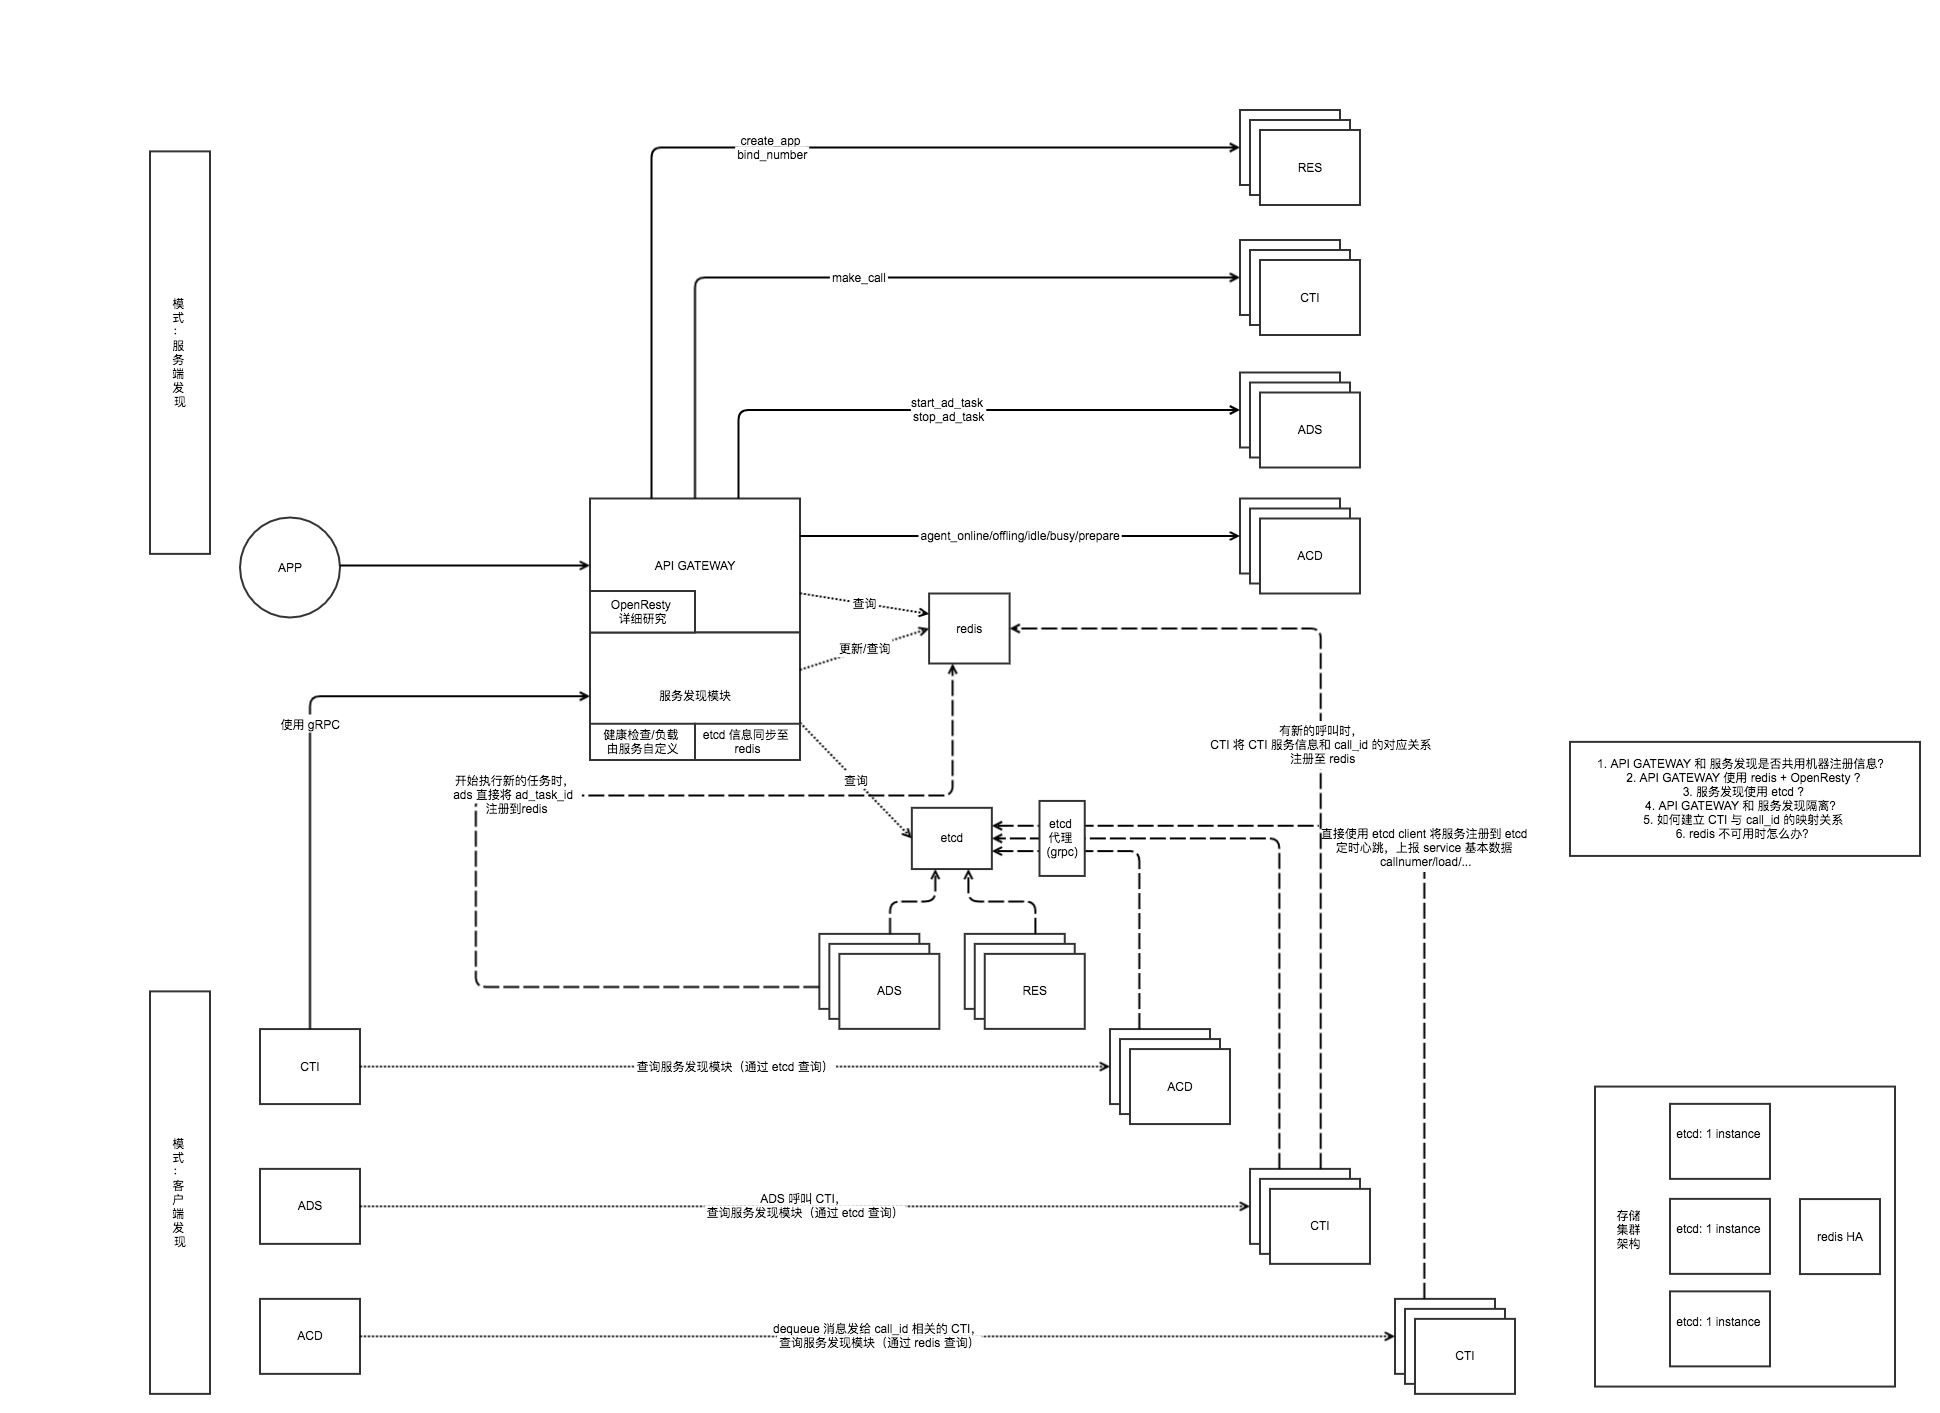 create_app
bind_number
RES
模
式
:
服
务
端
发
现
make_call
CTI
start_ad_task
stop_ad_task
ADS
agent_online/offling/idle/busy/prepare
ACD
APP
API GATEWAY
OpenResty
详细研究
查询
redis
更新/查询
服务发现模块
使用 gRPC
健康检查/负载
由服务自定义
etcd 信息同步至
redis
有新的呼叫时，
CTI 将 CTI 服务信息和 call_id 的对应关系
注册至 redis
开始执行新的任务时，
ads 直接将 ad_task_id
注册到redis
查询
etcd
etcd
代理
(grpc)
直接使用 etcd client 将服务注册到 etcd
定时心跳，上报 service 基本数据
callnumer/load/...
1. API GATEWAY 和 服务发现是否共用机器注册信息?
2. API GATEWAY 使用 redis + OpenResty ?
3. 服务发现使用 etcd ?
4. API GATEWAY 和 服务发现隔离?
5. 如何建立 CTI 与 call_id 的映射关系
6. redis 不可用时怎么办?
ADS
RES
模
式
:
客
户
端
发
现
CTI
查询服务发现模块（通过 etcd 查询）
ACD
ADS
ADS 呼叫 CTI，
查询服务发现模块（通过 etcd 查询）
CTI
ACD
dequeue 消息发给 call_id 相关的 CTI，
查询服务发现模块（通过 redis 查询）
CTI
存储
集群
架构
etcd: 1 instance
etcd: 1 instance
etcd: 1 instance
redis HA